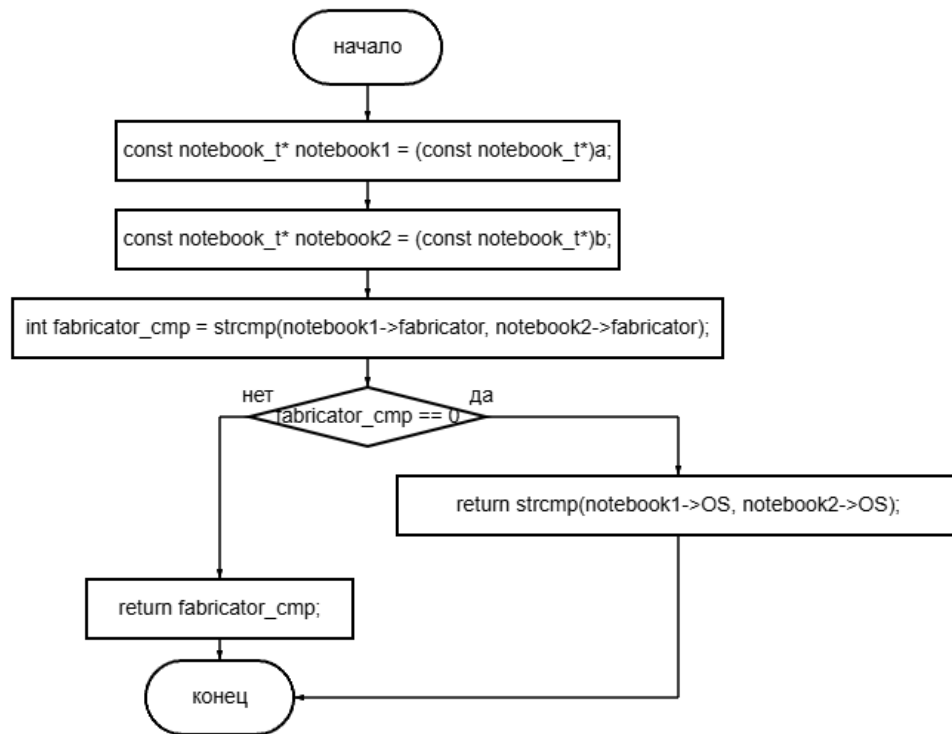 начало
const notebook_t* notebook1 = (const notebook_t*)a;
const notebook_t* notebook2 = (const notebook_t*)b;
int fabricator_cmp = strcmp(notebook1->fabricator, notebook2->fabricator);
нет
да
fabricator_cmp == 0
return strcmp(notebook1->OS, notebook2->OS);
return fabricator_cmp;
конец